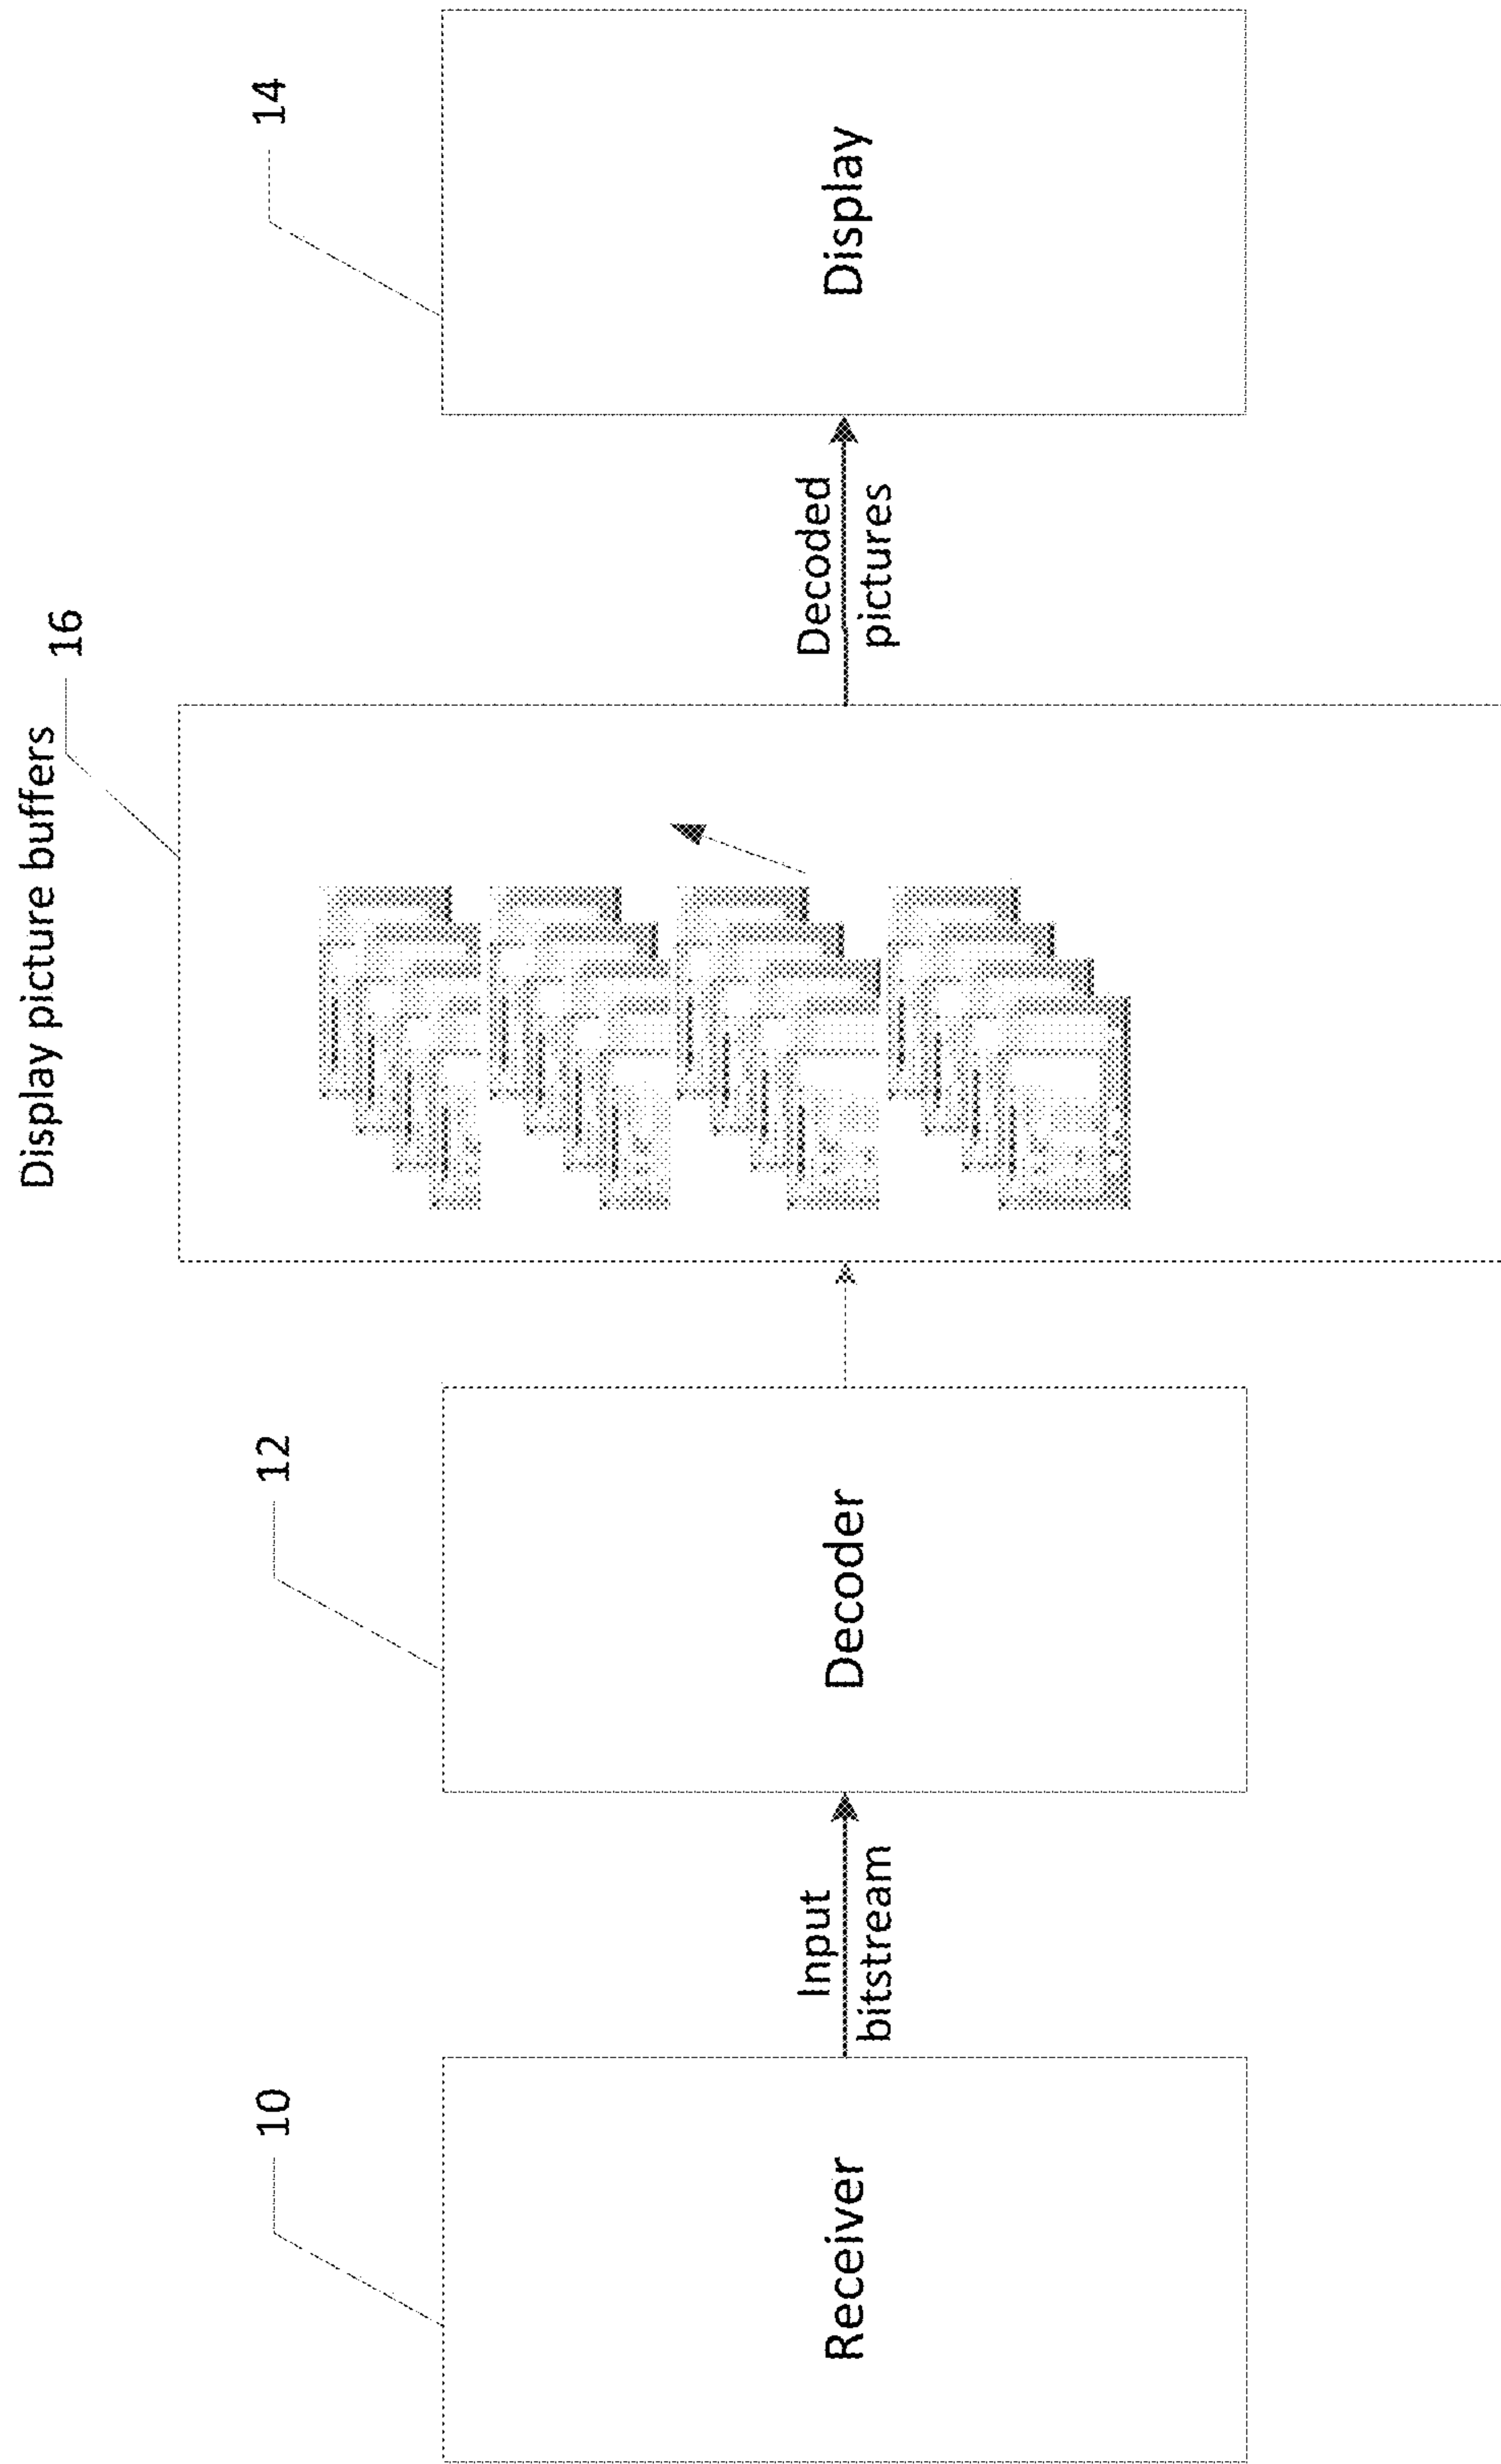 Display picture buffers
10
12
16
14
Receiver
Input
bitstream
Decoder
Decoded
pictures
Display